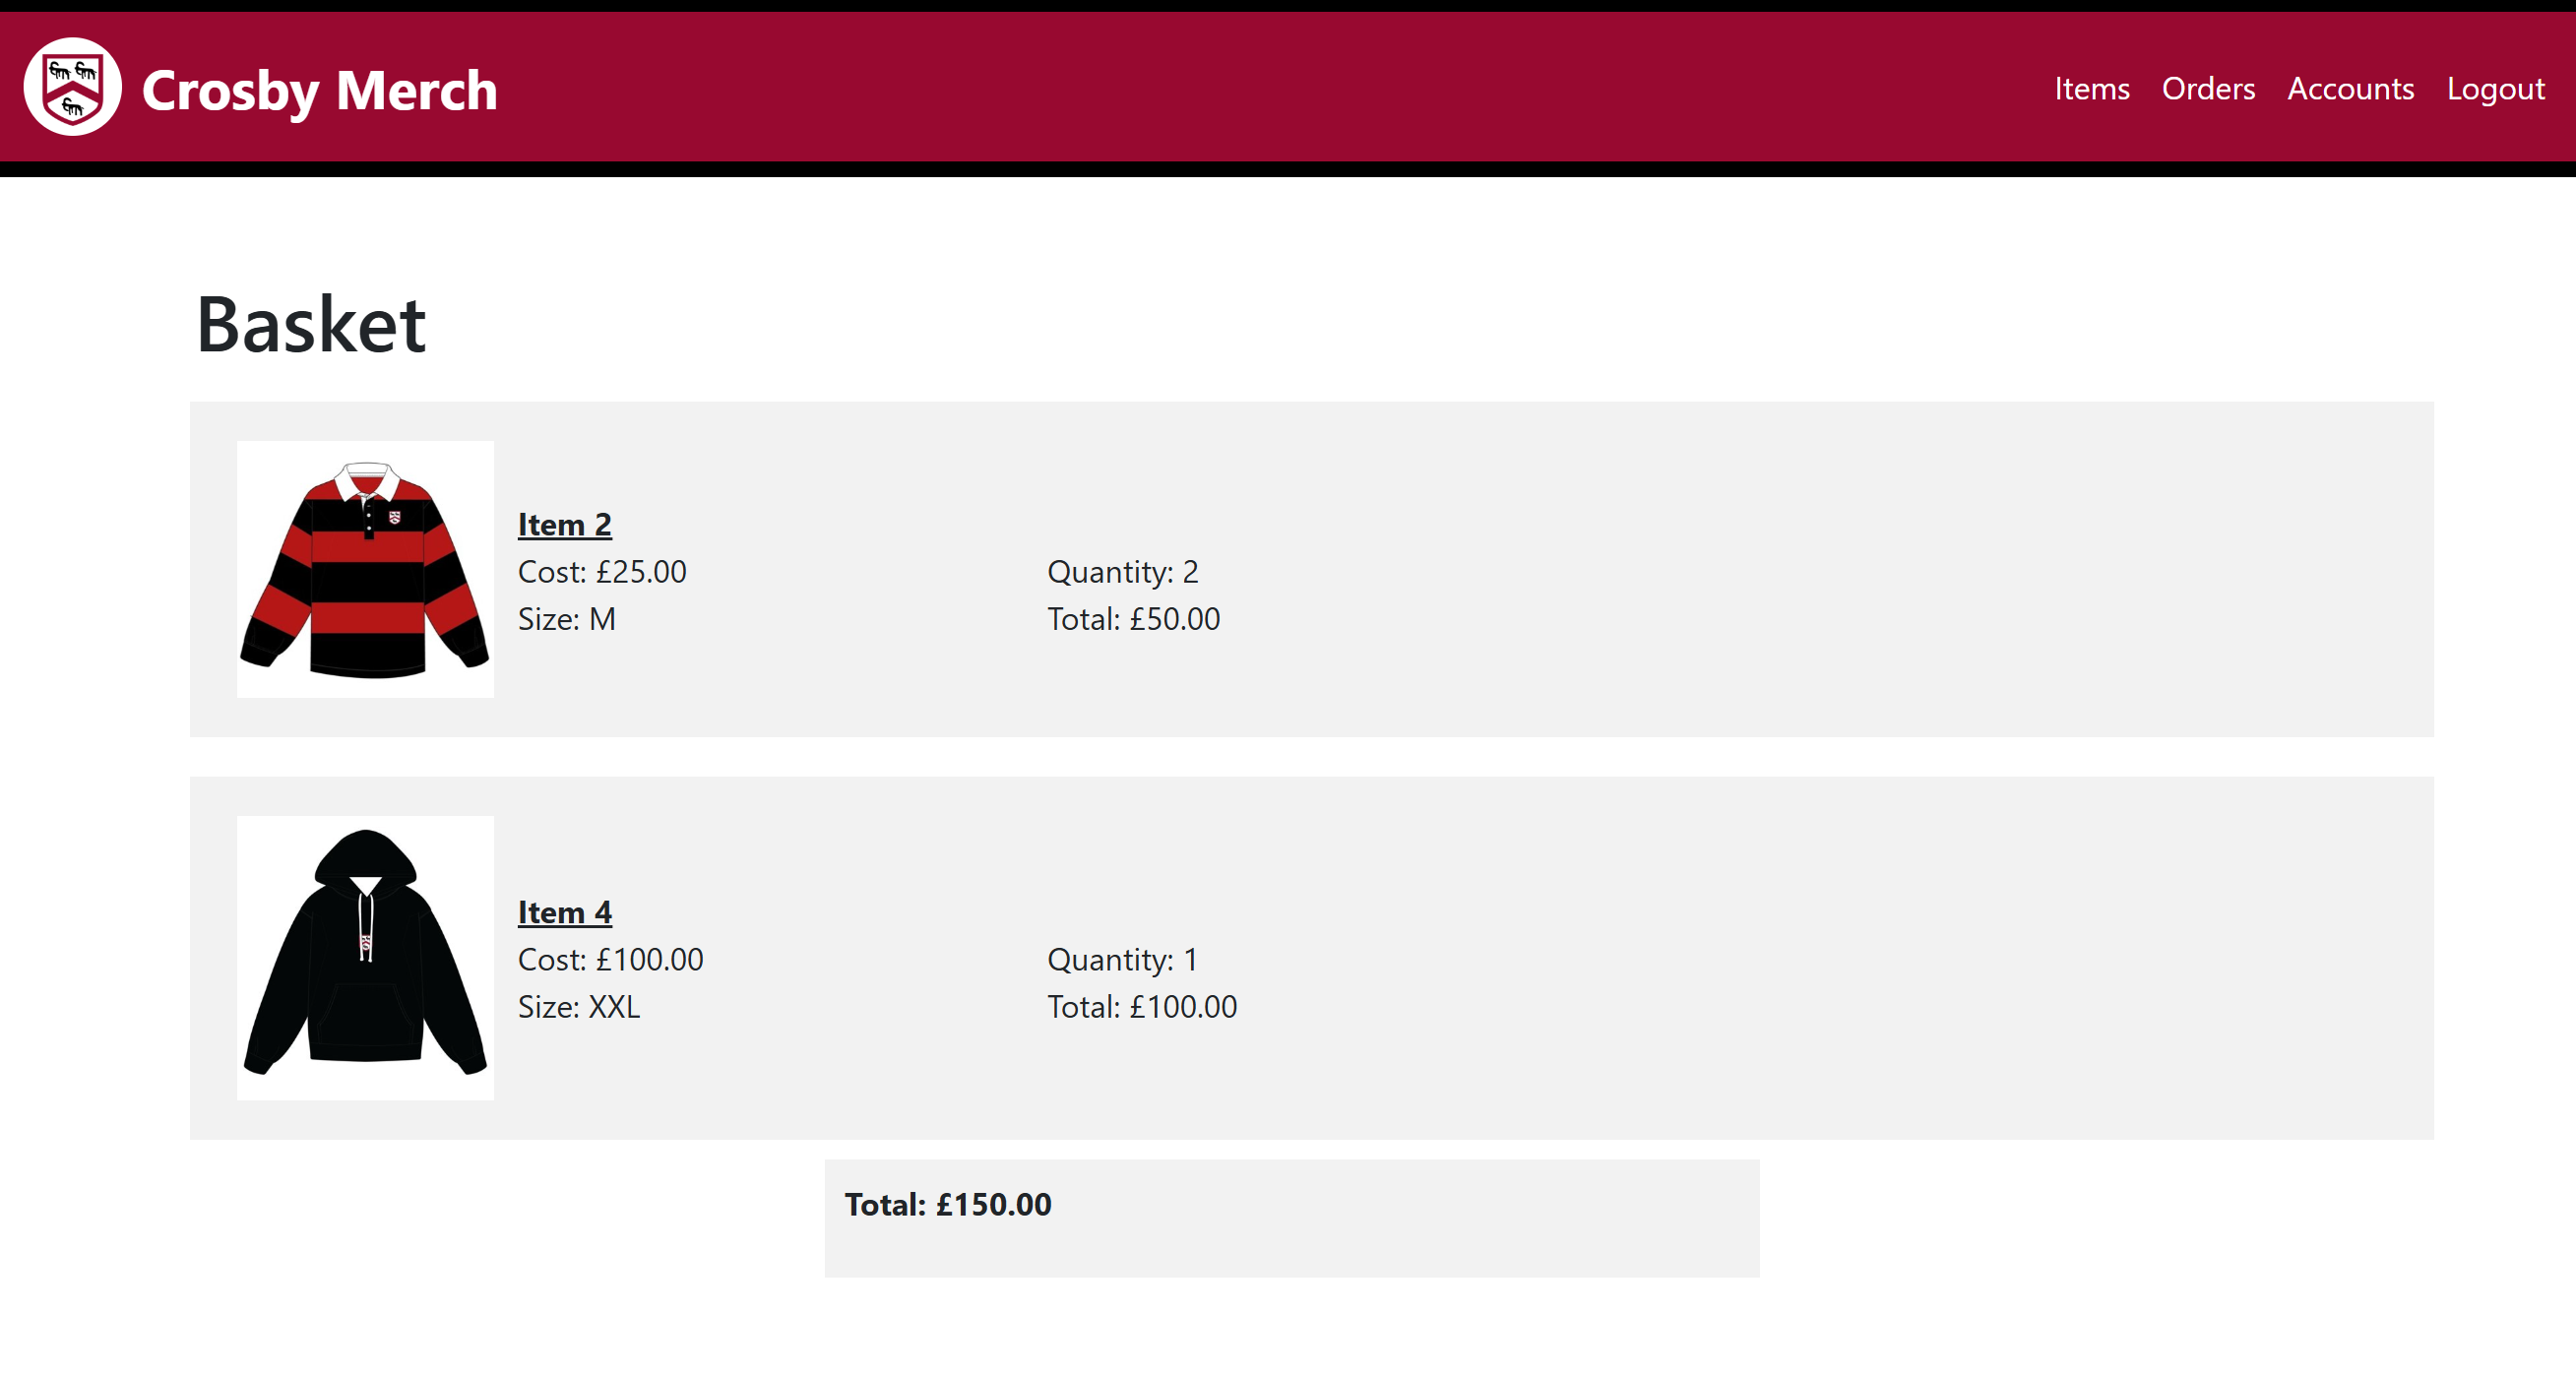 Crosby Merch
Items Orders Accounts Logout
Basket
Item 2
Cost: £25.00 Quantity: 2
Size: M Total: £50.00
Item 4
Cost: £100.00 Quantity: 1
Size: XXL Total: £100.00
Total: £150.00